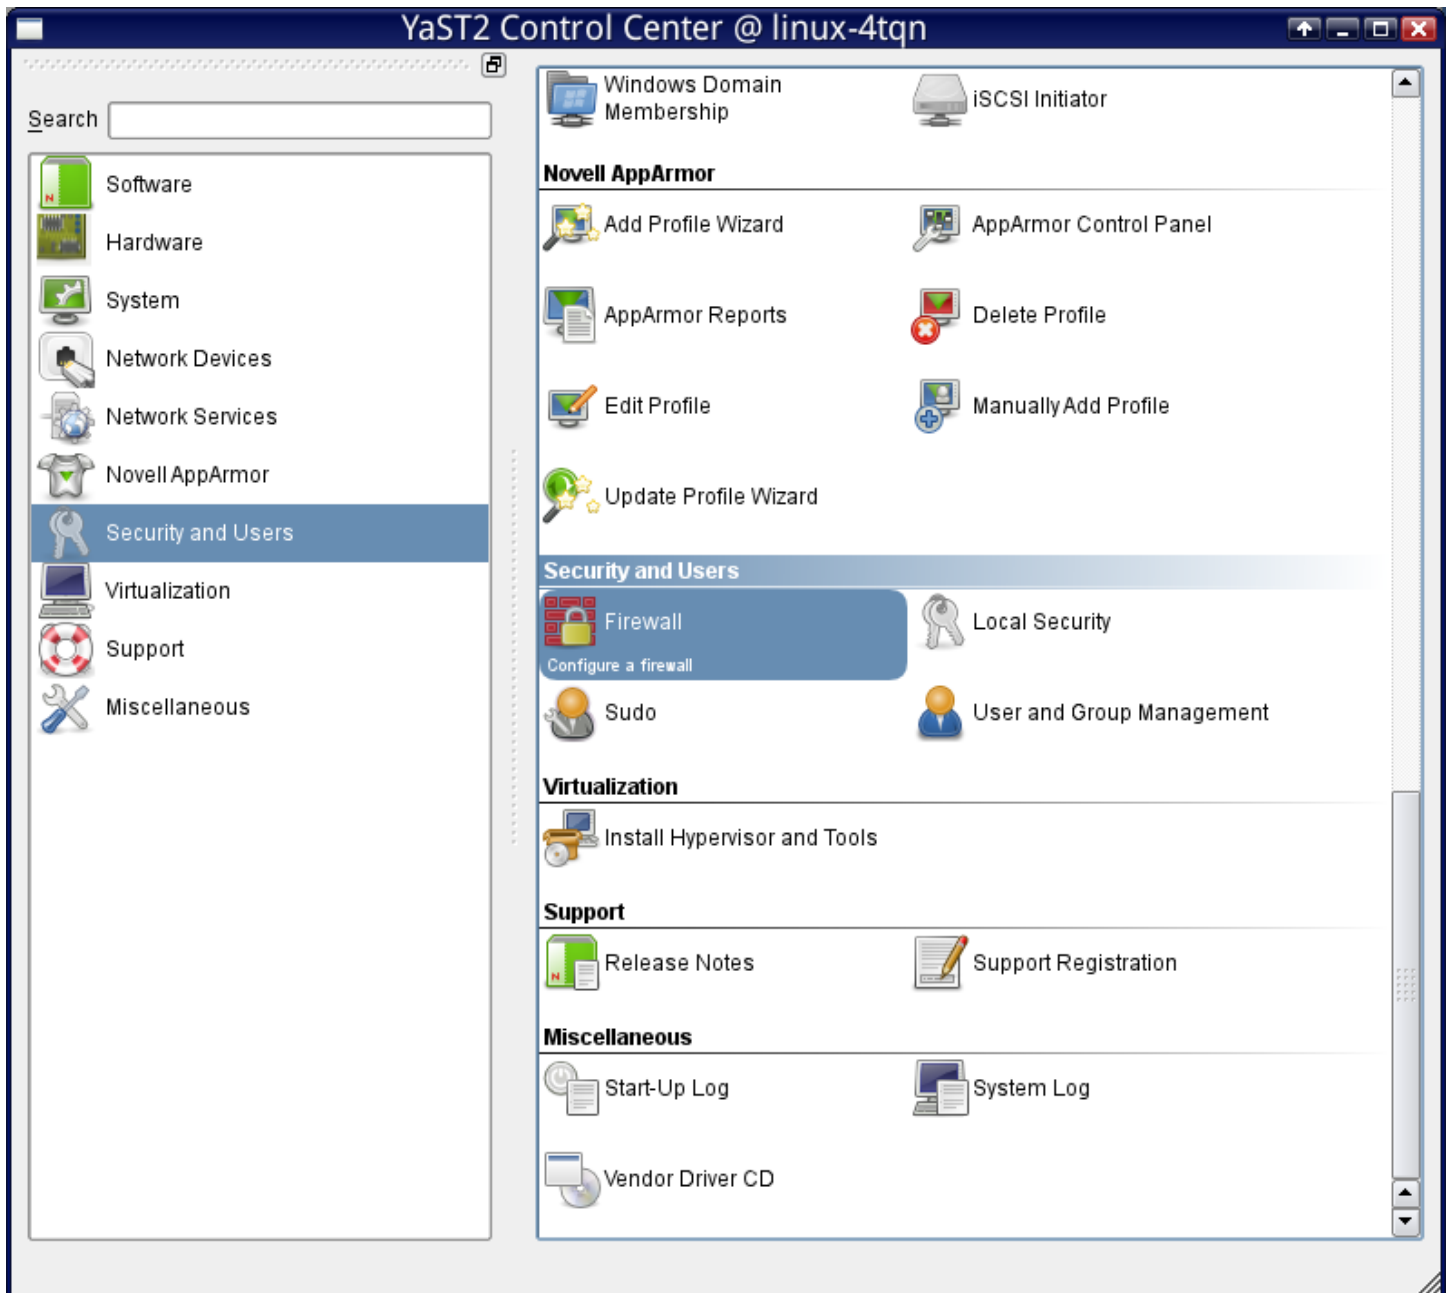 YaST2 Control Center @ linux-4tqn
Search
Software
Hardware
System
Network Devices
Network Services
Novell AppArmor
Security and Users
Virtualization
Support
Miscellaneous
Windows Domain
Membership
iSCSI Initiator
Novell AppArmor
Add Profile Wizard
AppArmor Control Panel
AppArmor Reports
Delete Profile
Edit Profile
Manually Add Profile
Update Profile Wizard
Security and Users
Firewall
Configure a firewall
Local Security
Sudo
User and Group Management
Virtualization
Install Hypervisor and Tools
Support
Release Notes
Support Registration
Miscellaneous
Start-Up Log
System Log
Vendor Driver CD